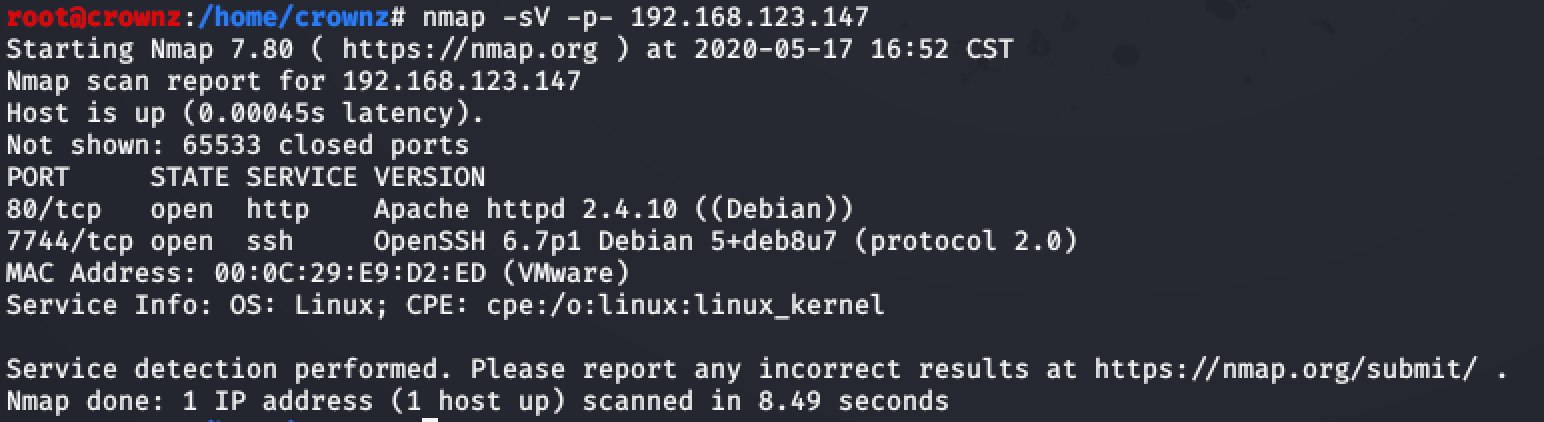 root@crownz:/home/crownz# nmap -sV -p- 192.168.123.147
Starting Nmap 7.80 ( https://nmap.org ) at 2020-05-17 16:52 CST
Nmap scan report for 192.168.123.147
Host is up (0.00045s latency).
Not shown: 65533 closed ports
PORT     STATE SERVICE VERSION
80/tcp   open  http    Apache httpd 2.4.10 ((Debian))
7744/tcp open  ssh     OpenSSH 6.7p1 Debian 5+deb8u7 (protocol 2.0)
MAC Address: 00:0C:29:E9:D2:ED (VMware)
Service Info: OS: Linux; CPE: cpe:/o:linux:linux_kernel

Service detection performed. Please report any incorrect results at https://nmap.org/submit/ .
Nmap done: 1 IP address (1 host up) scanned in 8.49 seconds